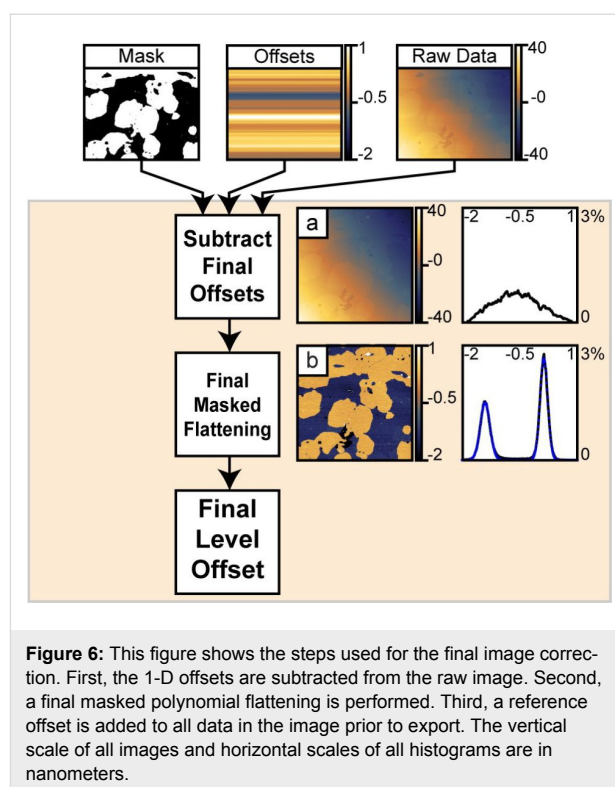 Mask Offsets Raw Data
1 40
-0.5 -0
-2 -40
Subtract
Final
Offsets
a 40 -2 -0.5 1 3%
-0
-40 0
Final
Masked
Flattening
b 1 -2 -0.5 1 3%
-0.5
-2 0
Final
Level
Offset
Figure 6: This figure shows the steps used for the final image correc-
tion. First, the 1-D offsets are subtracted from the raw image. Second,
a final masked polynomial flattening is performed. Third, a reference
offset is added to all data in the image prior to export. The vertical
scale of all images and horizontal scales of all histograms are in
nanometers.